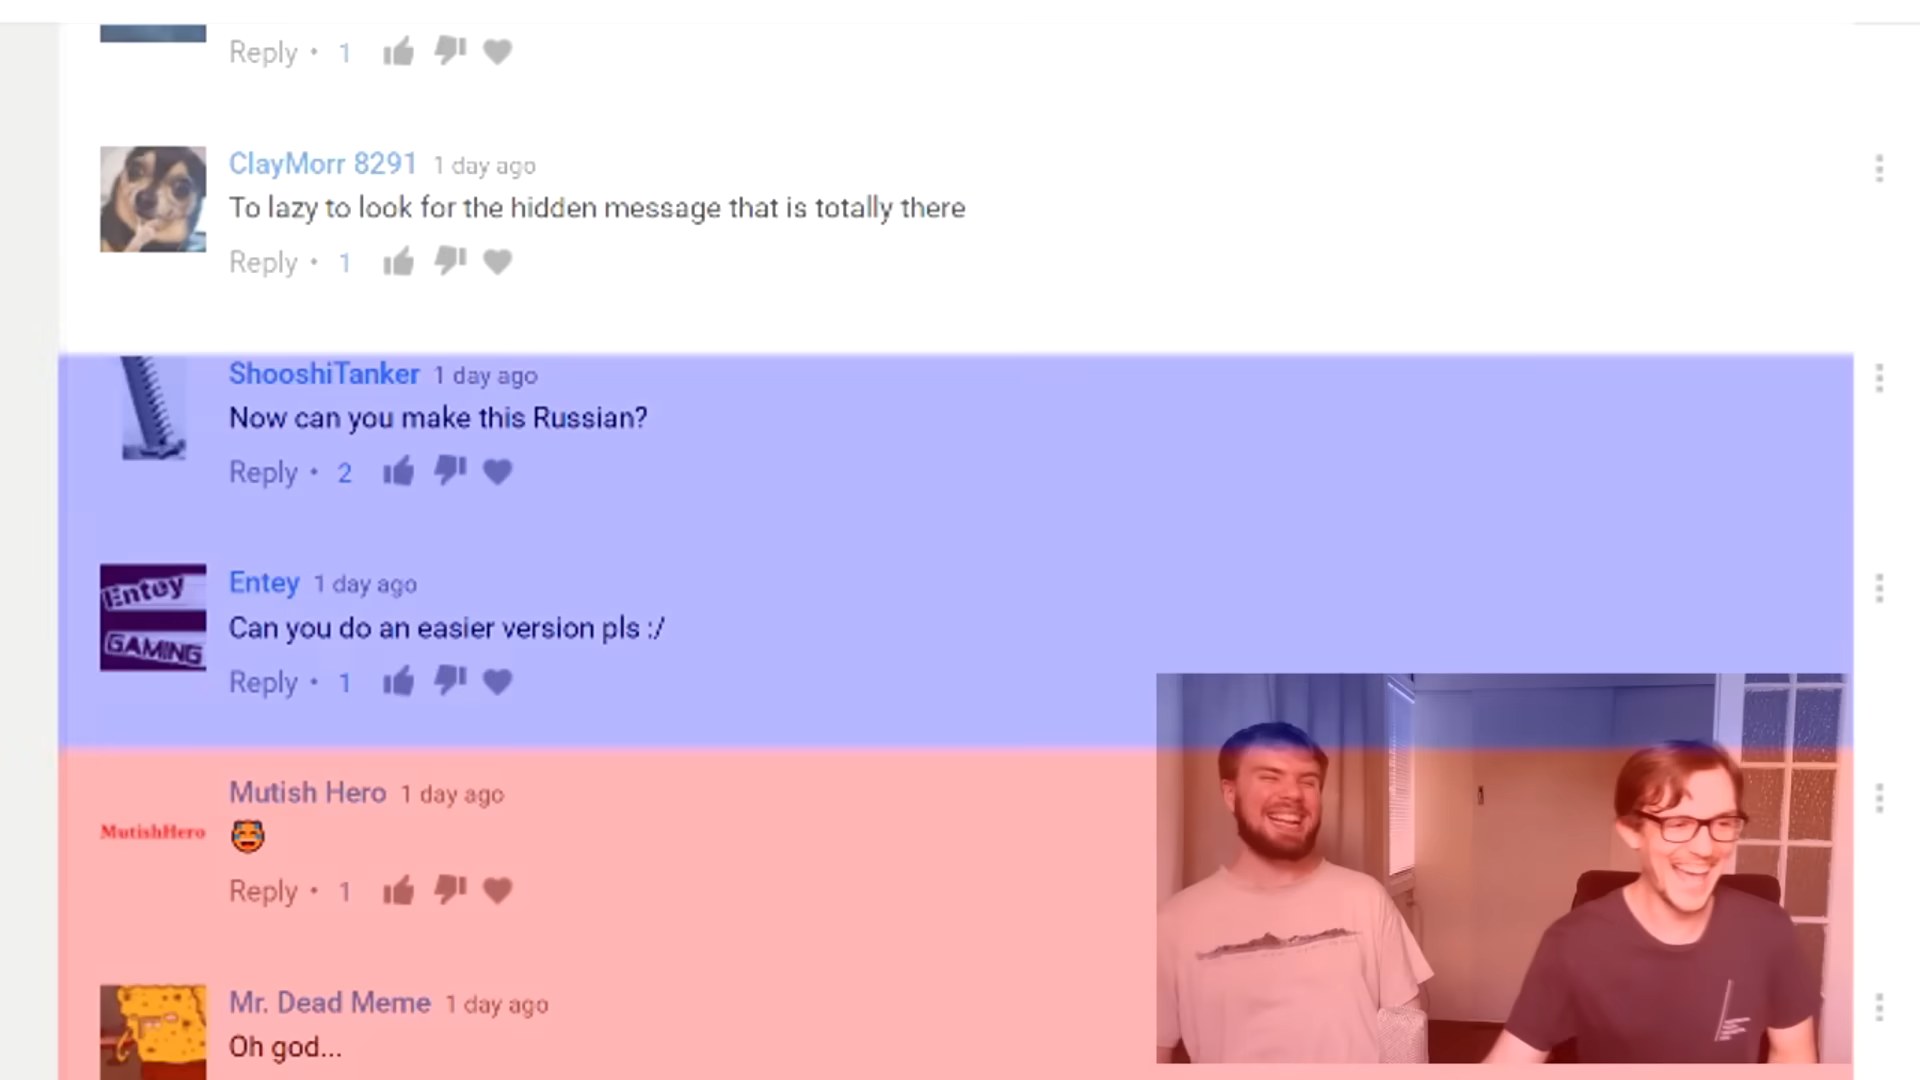 Reply • 1
ClayMorr 8291 1 day ago
To lazy to look for the hidden message that is totally there
Reply • 1
ShooshiTanker 1 day ago
Now can you make this Russian?
Reply • 2
Entey
GAMING
Entey 1 day ago
Can you do an easier version pls :/
Reply • 1
MutishHero
Mutish Hero 1 day ago
Reply • 1
Mr. Dead Meme 1 day ago
Oh god...